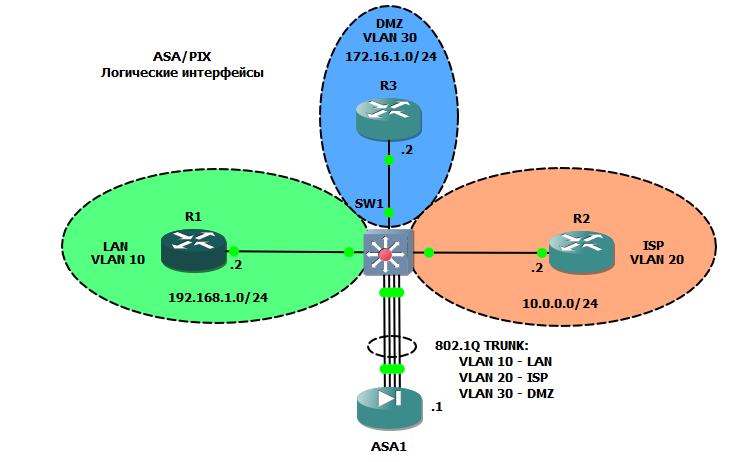 ASA/PIX
Логические интерфейсы
DMZ
VLAN 30
172.16.1.0/24
R3
.2
SW1
R1
LAN
VLAN 10
.2
192.168.1.0/24
R2
ISP
VLAN 20
.2
10.0.0.0/24
802.1Q TRUNK:
VLAN 10 - LAN
VLAN 20 - ISP
VLAN 30 - DMZ
.1
ASA1